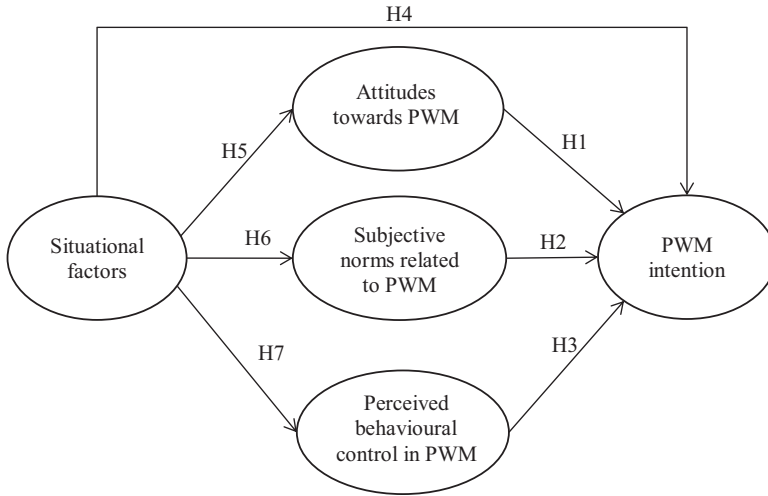 H4
Attitudes
towards PWM
H5
H1
Situational
factors
H6
Subjective
norms related
to PWM
H2
PWM
intention
H7
H3
Perceived
behavioural
control in PWM